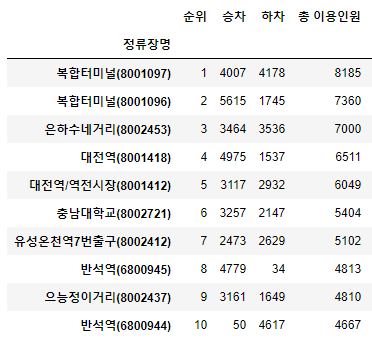 순위 승차 하차 총 이용인원
정류장명
복합터미널(8001097) 1 4007 4178 8185
복합터미널(8001096) 2 5615 1745 7360
은하수네거리(8002453) 3 3464 3536 7000
대전역(8001418) 4 4975 1537 6511
대전역/역전시장(8001412) 5 3117 2932 6049
충남대학교(8002721) 6 3257 2147 5404
유성온천역7번출구(8002412) 7 2473 2629 5102
반석역(6800945) 8 4779 34 4813
으능정이거리(8002437) 9 3161 1649 4810
반석역(6800944) 10 50 4617 4667